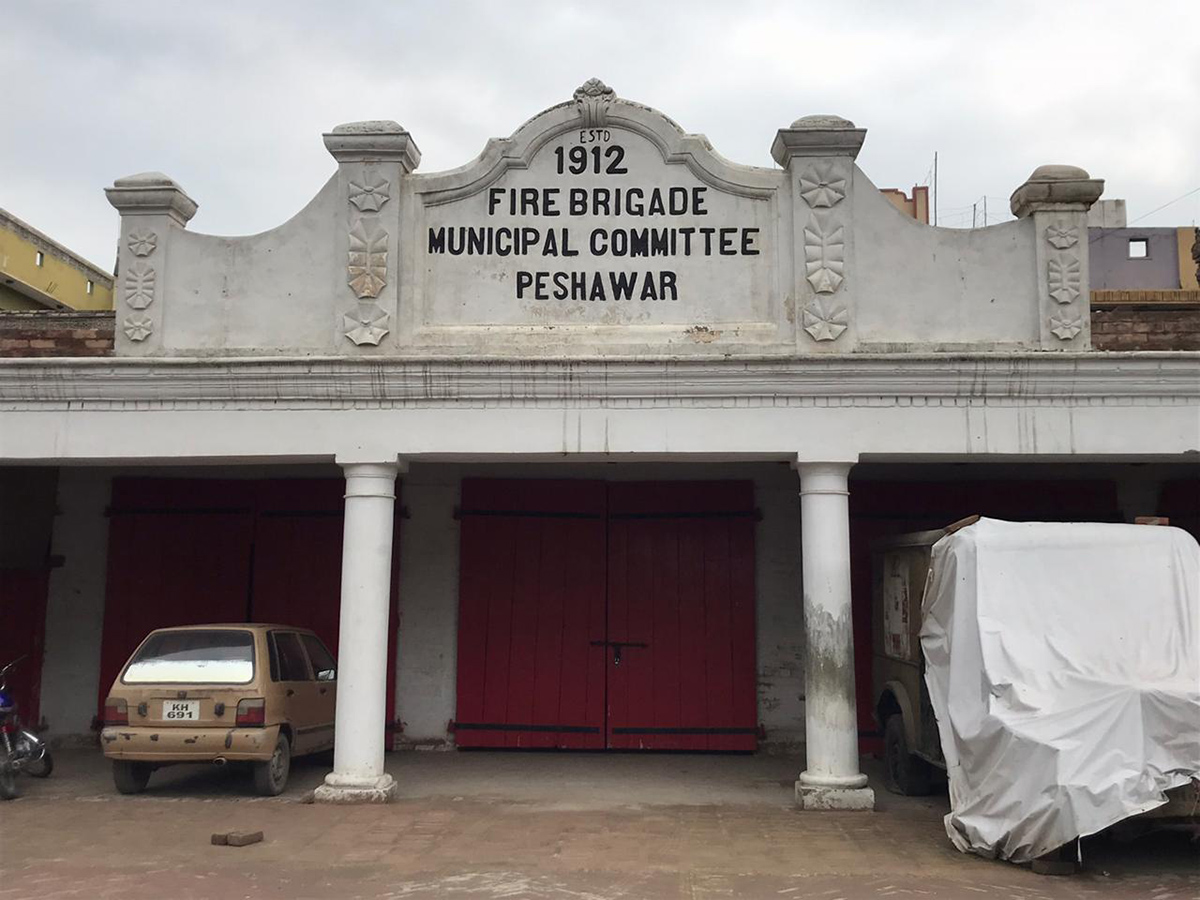 ESTD
1912
FIRE BRIGADE
MUNICIPAL COMMITTEE
PESHAWAR
KH
691